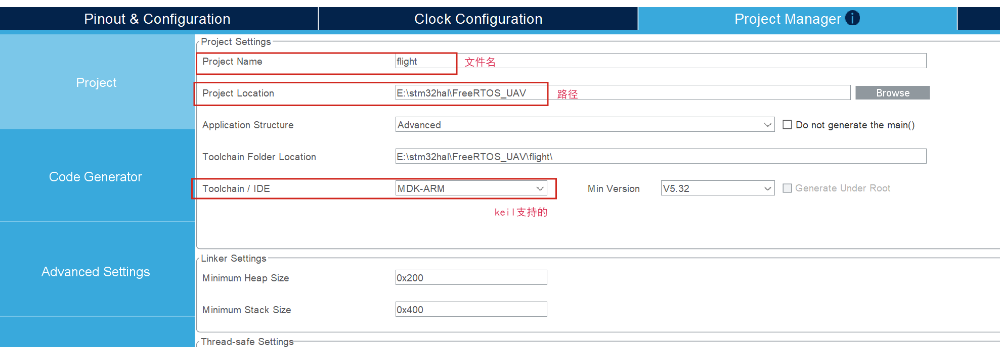 Pinout & Configuration
Clock Configuration
Project Manager
Project
Code Generator
Advanced Settings
Project Settings
Project Name flight 文件名
Project Location E:\stm32hal\FreeRTOS_UAV 路径 Browse
Application Structure Advanced Do not generate the main()
Toolchain Folder Location E:\stm32hal\FreeRTOS_UAV\flight\
Toolchain / IDE MDK-ARM Min Version V5.32 Generate Under Root
keil支持的
Linker Settings
Minimum Heap Size 0x200
Minimum Stack Size 0x400
Thread-safe Settings